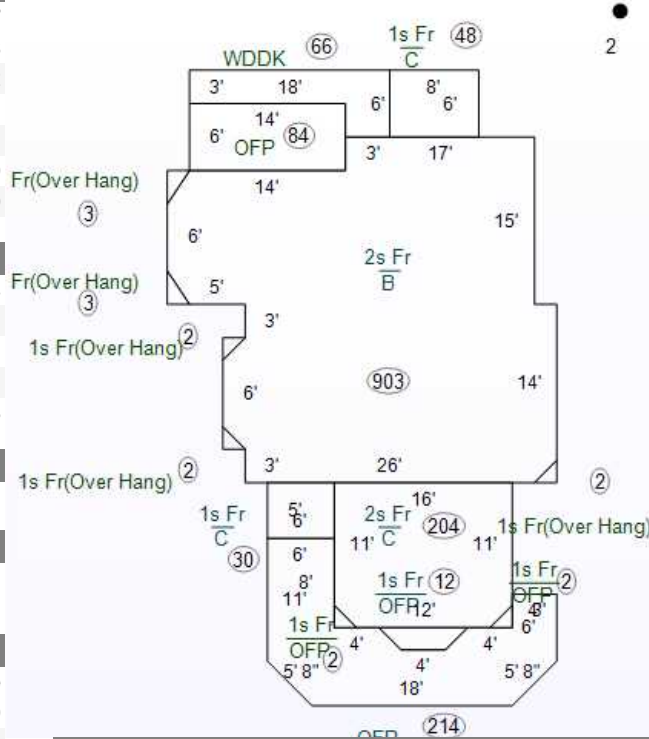 2
WDDK 66
1s Fr 48
C
3' 18' 6' 8' 6'
14'
6' 84
OFP
3' 17'
Fr(Over Hang)
14'
3
6'
15'
2s Fr
B
Fr(Over Hang)
5'
3
3'
1s Fr(Over Hang) 2
903
14'
6'
3' 26'
1s Fr(Over Hang) 2
2
16'
1s Fr
C
5'
6'
2s Fr 204
C
1s Fr(Over Hang)
11' 11'
30
6'
8'
11'
1s Fr 12
OFP
12'
1s Fr 2
OFP
6'
1s Fr
OFP 2
4' 4'
4'
5' 8" 5' 8"
18'
OFP 214